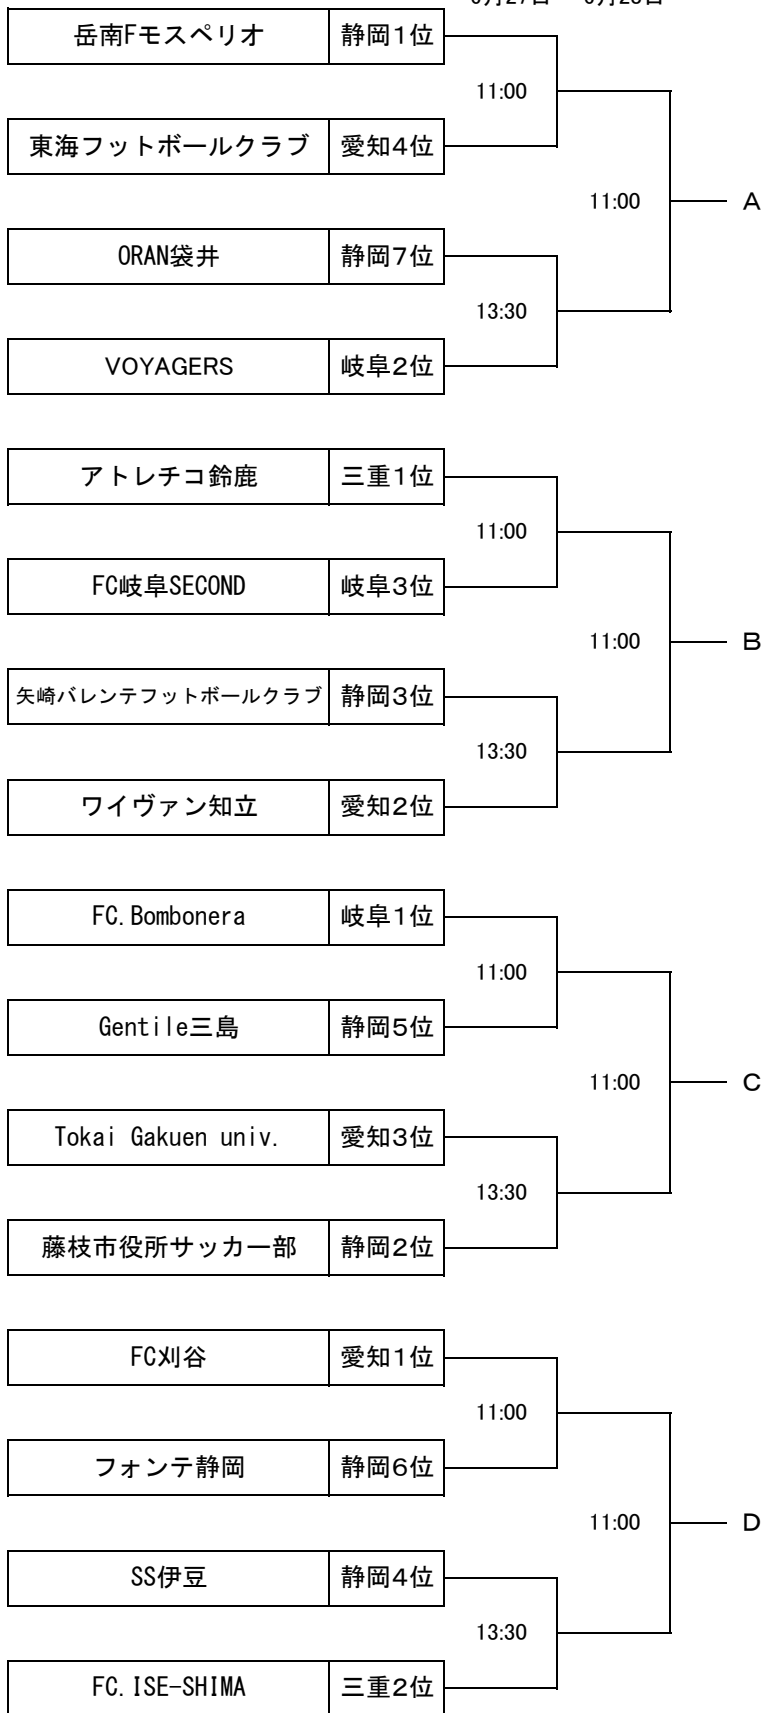 岳南Fモスペリオ 静岡1位
11:00
東海フットボールクラブ 愛知4位
11:00 A
ORAN袋井 静岡7位
13:30
VOYAGERS 岐阜2位
アトレチコ鈴鹿 三重1位
11:00
FC岐阜SECOND 岐阜3位
11:00 B
矢崎バレンテフットボールクラブ 静岡3位
13:30
ワイヴァン知立 愛知2位
FC.Bombonera 岐阜1位
11:00
Gentile三島 静岡5位
11:00 C
Tokai Gakuen univ. 愛知3位
13:30
藤枝市役所サッカー部 静岡2位
FC刈谷 愛知1位
11:00
フォンテ静岡 静岡6位
11:00 D
SS伊豆 静岡4位
13:30
FC.ISE-SHIMA 三重2位